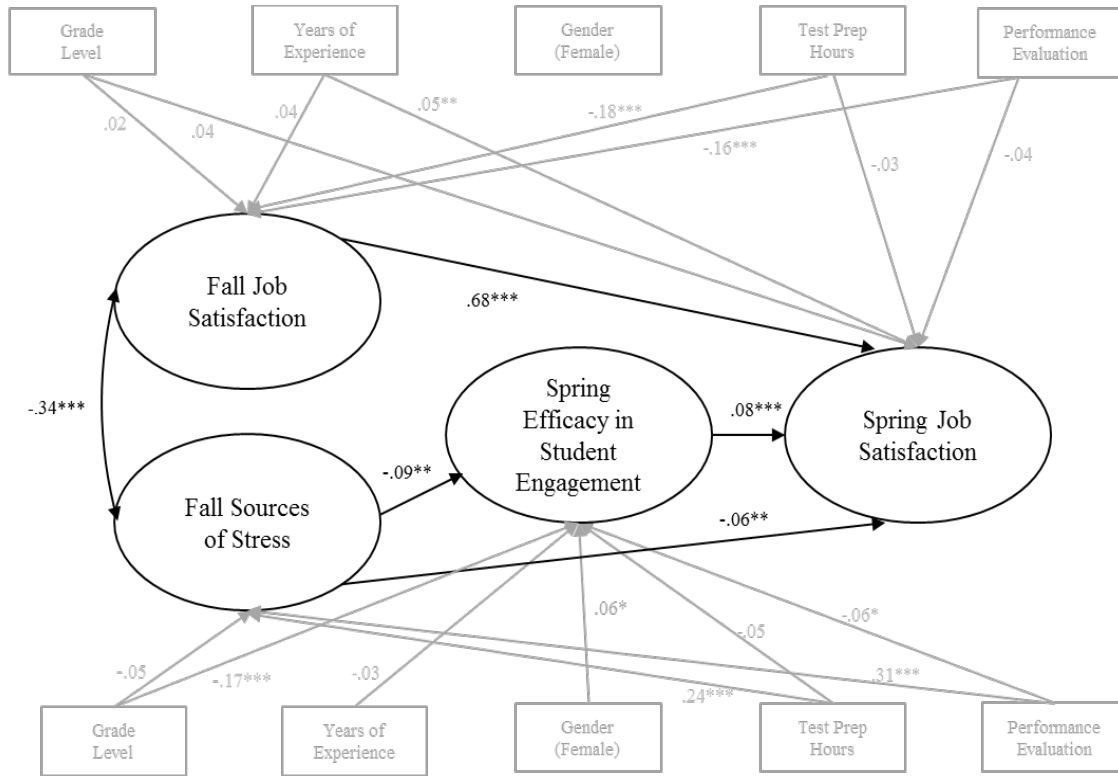 Grade
Level
Years of
Experience
Gender
(Female)
Test Prep
Hours
Performance
Evaluation
.02
.04
.04
.05**
-.18***
-.16***
-.03
-.04
Fall Job
Satisfaction
.68***
-.34***
Spring
Efficacy in
Student
Engagement
.08***
Spring Job
Satisfaction
-.09**
Fall Sources
of Stress
-.06**
-.05
-.17***
-.03
.06*
-.05
-.06*
.24***
.31***
Grade
Level
Years of
Experience
Gender
(Female)
Test Prep
Hours
Performance
Evaluation